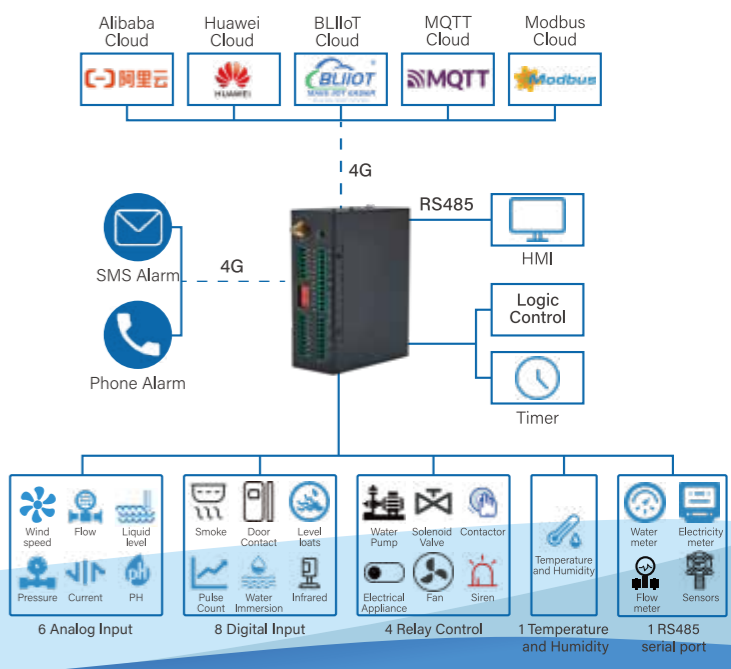 Alibaba
Cloud
Huawei
Cloud
BLIIoT
Cloud
MQTT
Cloud
Modbus
Cloud
阿里云
HUAWEI
BLIIOT
MQTT
Modbus
4G
RS485
HMI
SMS Alarm
4G
Phone Alarm
Logic
Control
Timer
Wind
speed
Flow
Liquid
level
Pressure
Current
pH
PH
6 Analog Input
Smoke
Door
Contact
Level
loats
Pulse
Count
Water
Immersion
Infrared
8 Digital Input
Water
Pump
Solenoid
Valve
Contactor
Electrical
Appliance
Fan
Siren
4 Relay Control
Temperature
and Humidity
1 Temperature
and Humidity
Water
meter
Electricity
meter
Flow
meter
Sensors
1 RS485
serial port